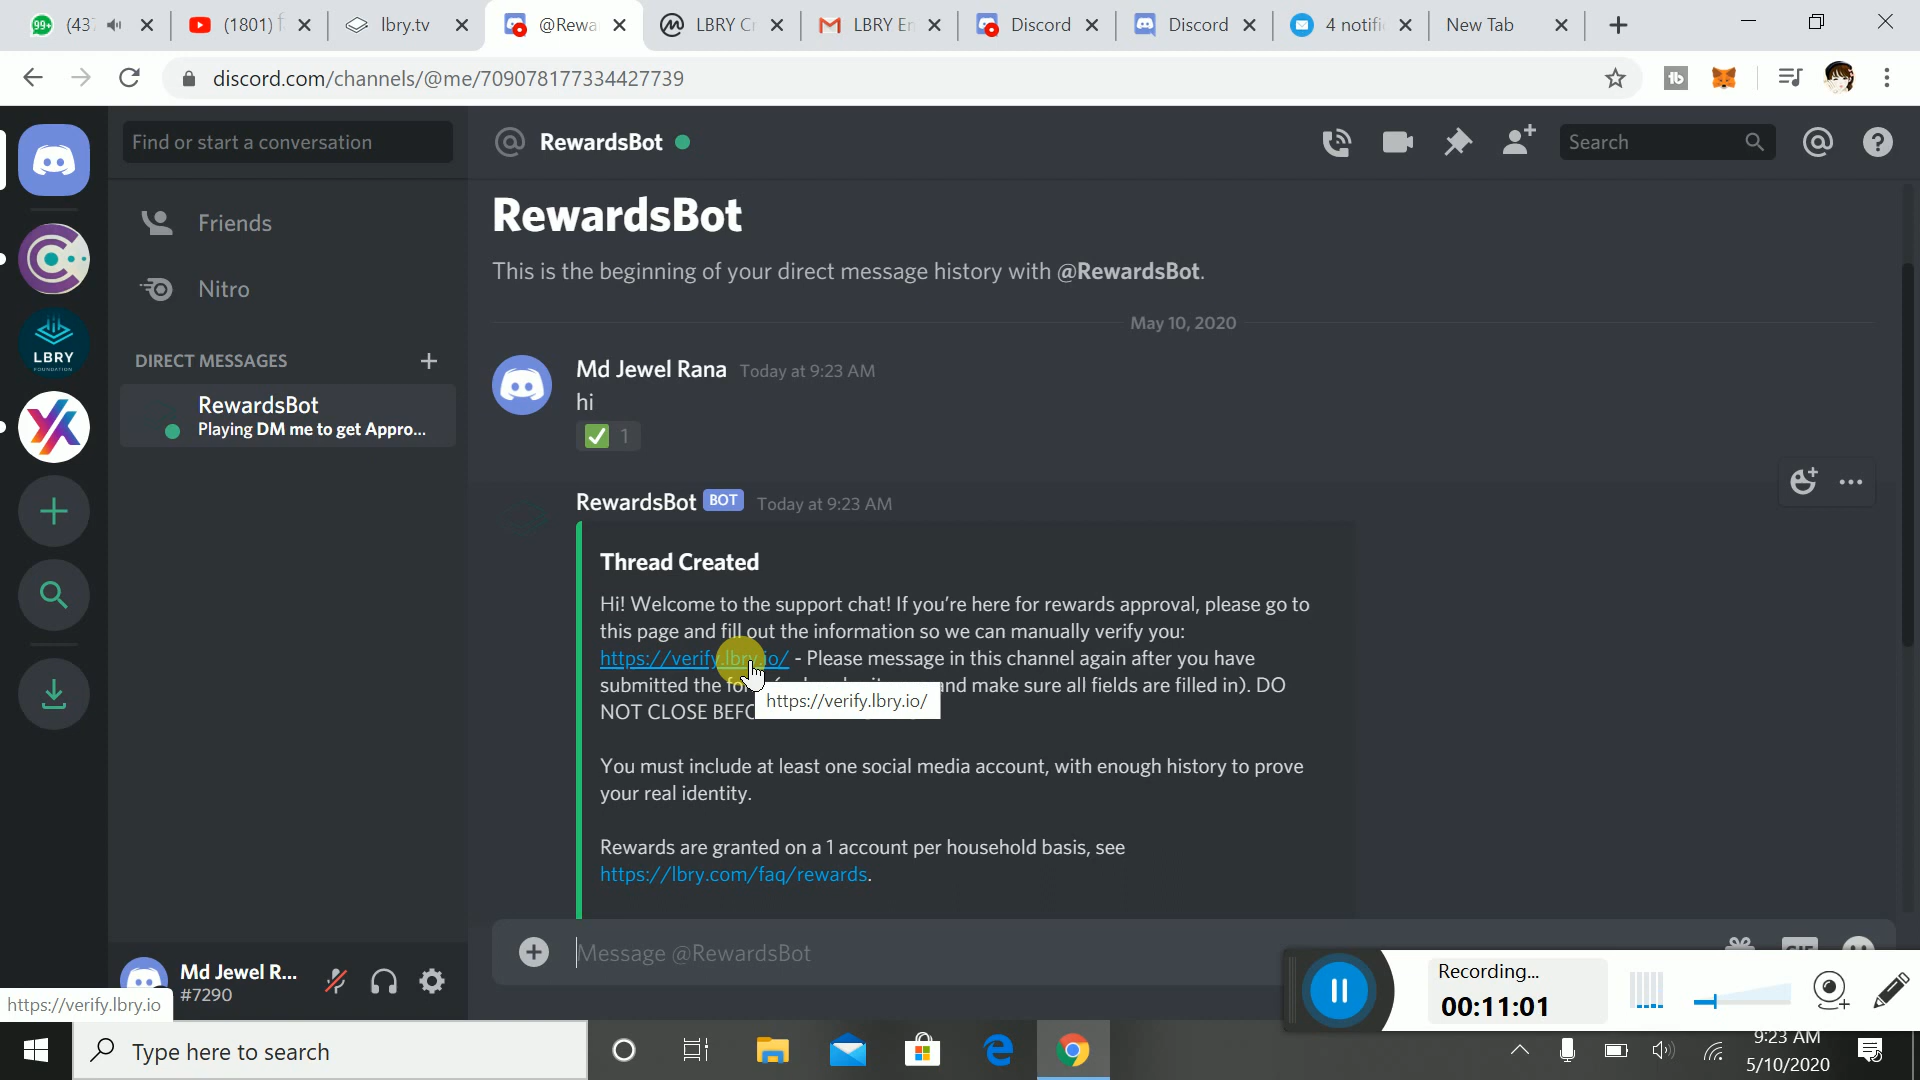 (43
(1801) f
lbry.tv
@Rewa
LBRY Cr
LBRY En
Discord
Discord
4 notific
New Tab
discord.com/channels/@me/709078177334427739
Find or start a conversation
@ RewardsBot
Search
Friends
Nitro
DIRECT MESSAGES
RewardsBot
Playing DM me to get Appro...
LBRY
FOUNDATION
RewardsBot
This is the beginning of your direct message history with @RewardsBot.
May 10, 2020
Md Jewel Rana Today at 9:23 AM
hi
1
RewardsBot BOT Today at 9:23 AM
Thread Created
Hi! Welcome to the support chat! If you're here for rewards approval, please go to
this page and fill out the information so we can manually verify you:
https://verify.lbry.io/ - Please message in this channel again after you have
submitted the and make sure all fields are filled in). DO
NOT CLOSE
https://verify.lbry.io/
You must include at least one social media account, with enough history to prove
your real identity.
Rewards are granted on a 1 account per household basis, see
https://lbry.com/faq/rewards.
Message @RewardsBot
Md Jewel R...
#7290
https://verify.lbry.io
Recording...
00:11:01
Type here to search
9:23 AM
5/10/2020